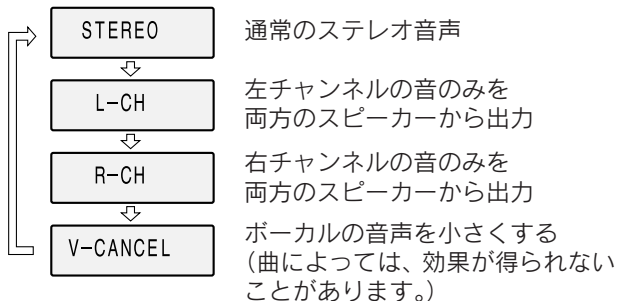 STEREO 通常のステレオ音声
L-CH 左チャンネルの音のみを
両方のスピーカーから出力
R-CH 右チャンネルの音のみを
両方のスピーカーから出力
V-CANCEL ボーカルの音声を小さくする
（曲によっては、効果が得られない
ことがあります。）